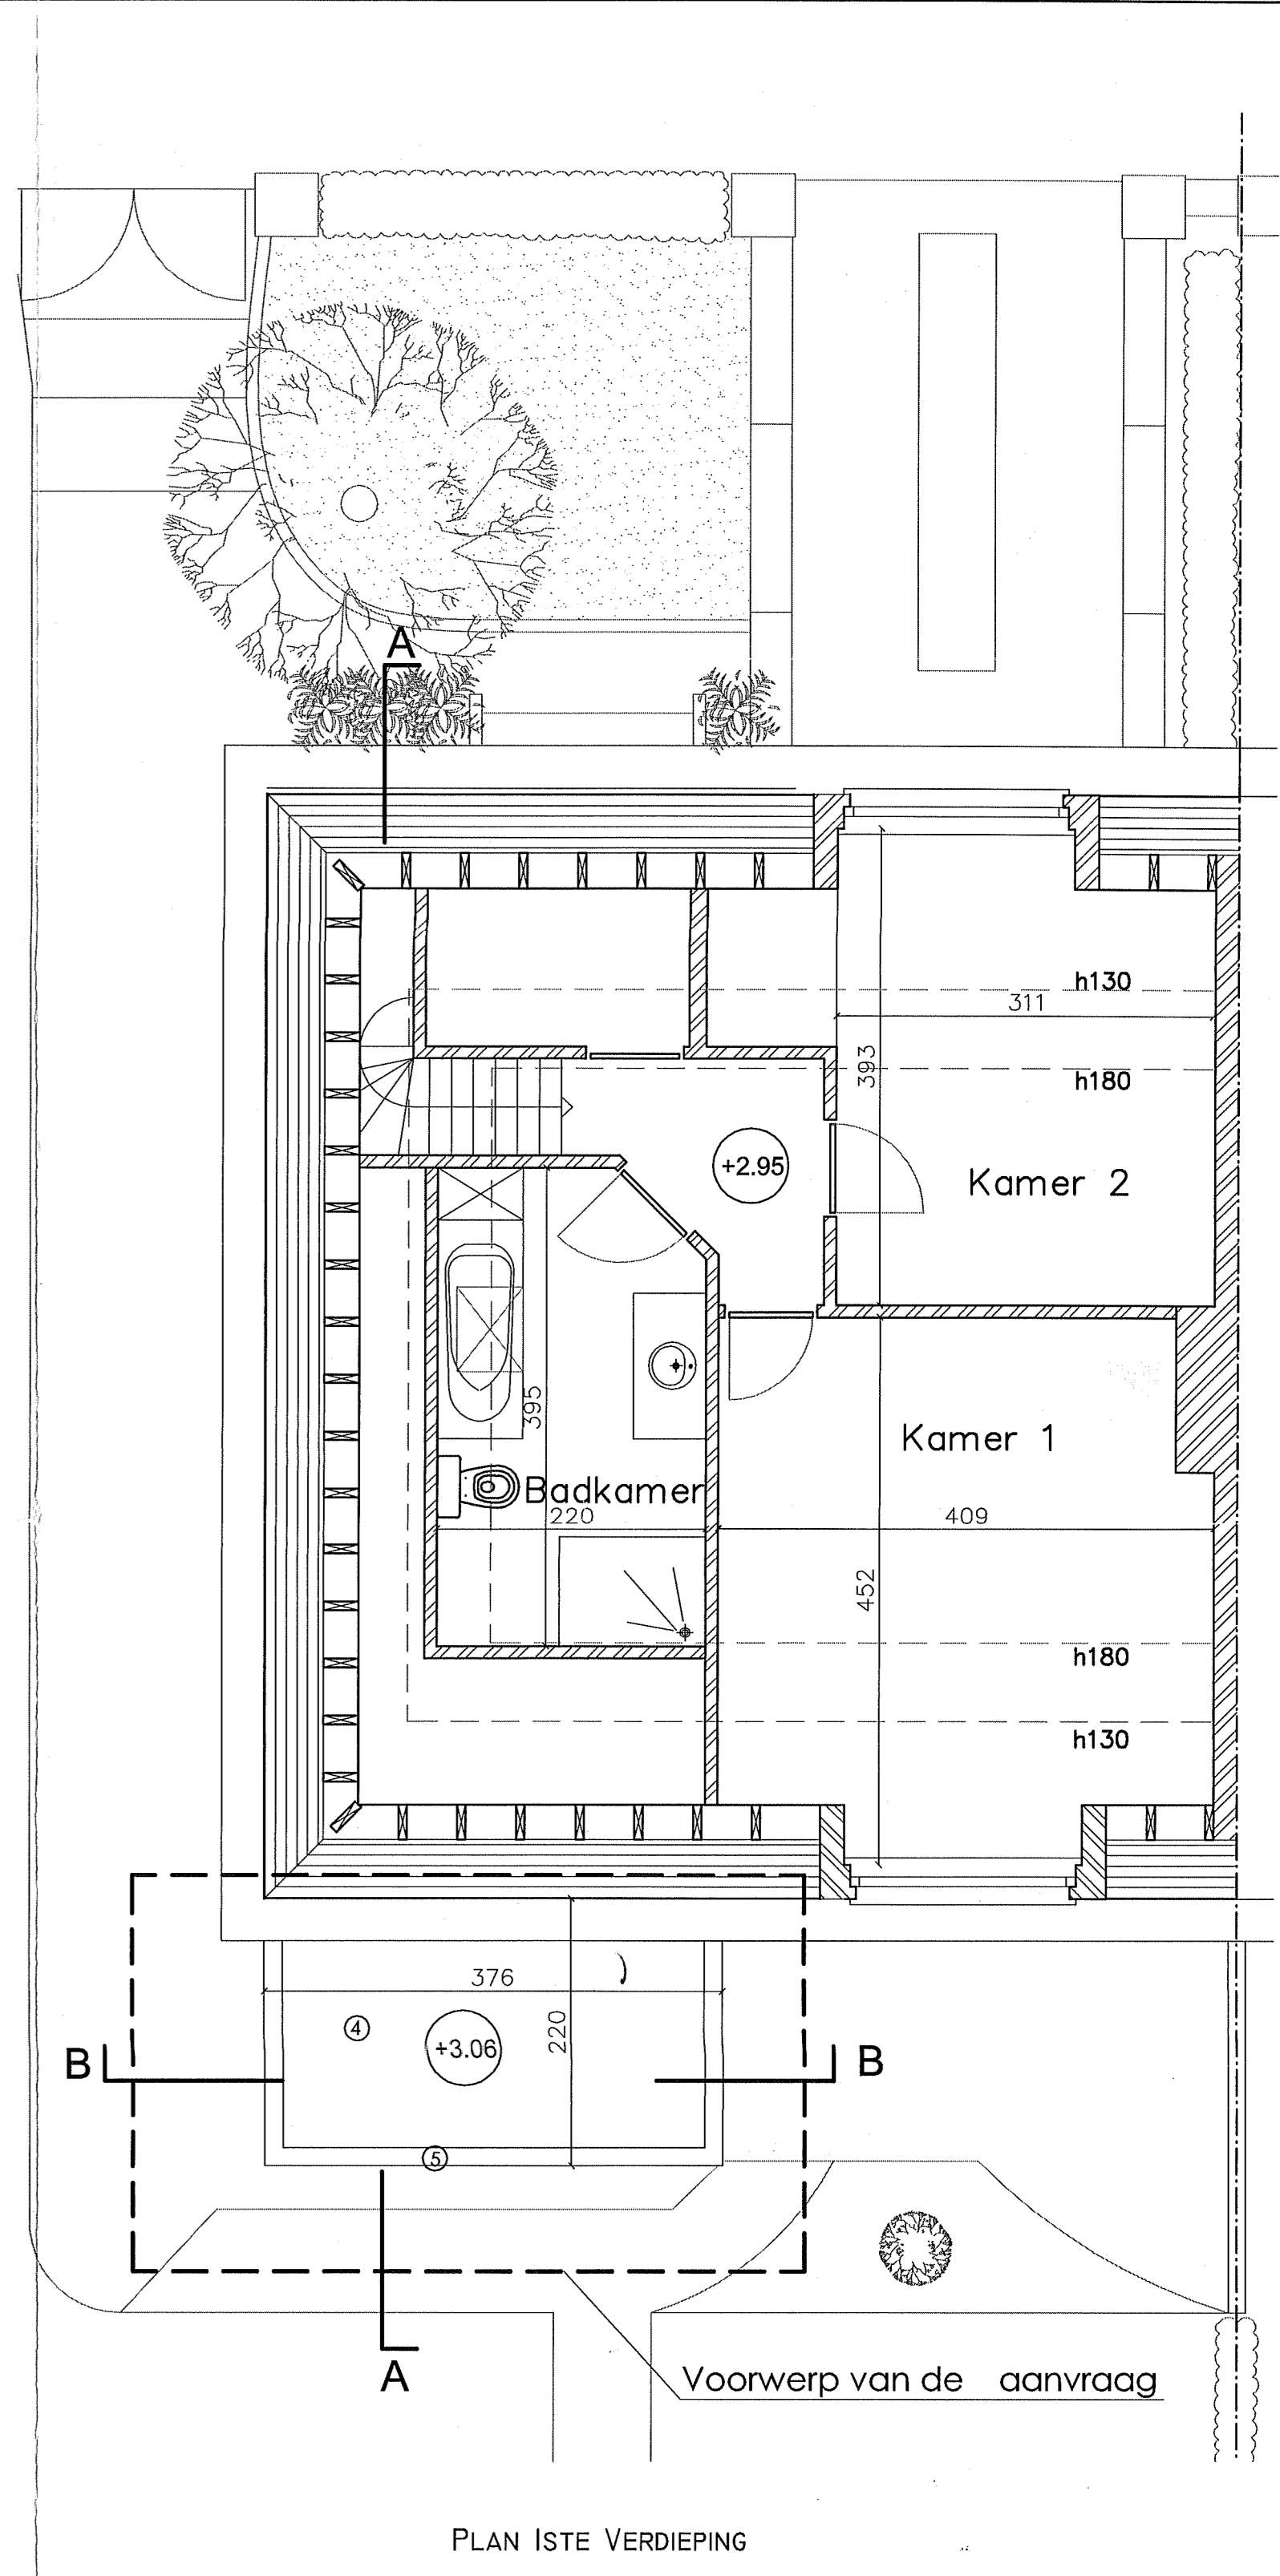 A
h130
311
393
h180
+2.95
Kamer 2
Kamer 1
395
Badkamer
220
409
452
h180
h130
376
4
+3.06
220
B
B
5
A
Voorwerp van de aanvraag
PLAN 1STE VERDIEPING